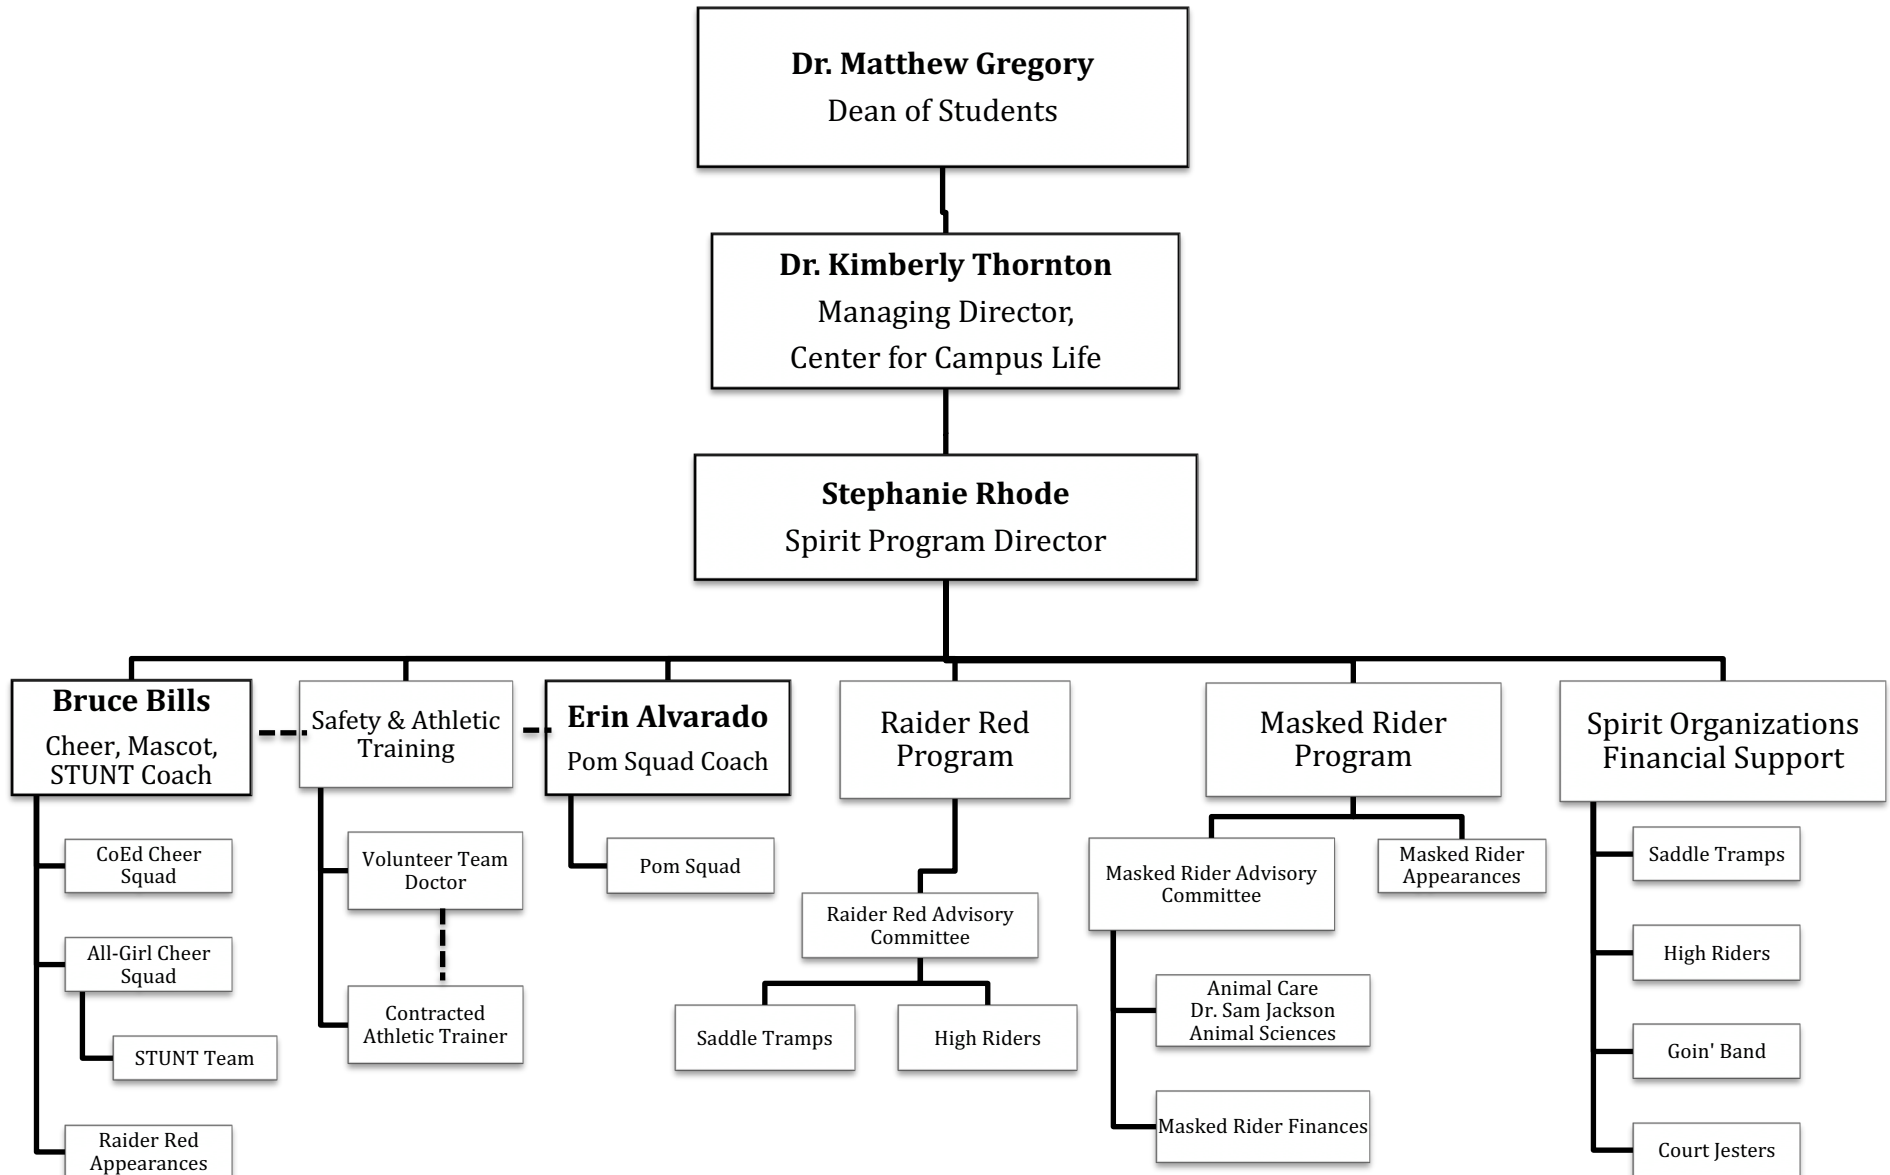 Dr. Matthew Gregory
Dean of Students
Dr. Kimberly Thornton
Managing Director,
Center for Campus Life
Stephanie Rhode
Spirit Program Director
Bruce Bills
Cheer, Mascot,
STUNT Coach
CoEd Cheer
Squad
All-Girl Cheer
Squad
STUNT Team
Raider Red
Appearances
Safety & Athletic
Training
Volunteer Team
Doctor
Contracted
Athletic Trainer
Erin Alvarado
Pom Squad Coach
Pom Squad
Raider Red
Program
Raider Red Advisory
Committee
Saddle Tramps
High Riders
Masked Rider
Program
Masked Rider Advisory
Committee
Animal Care
Dr. Sam Jackson
Animal Sciences
Masked Rider Finances
Masked Rider
Appearances
Spirit Organizations
Financial Support
Saddle Tramps
High Riders
Goin' Band
Court Jesters